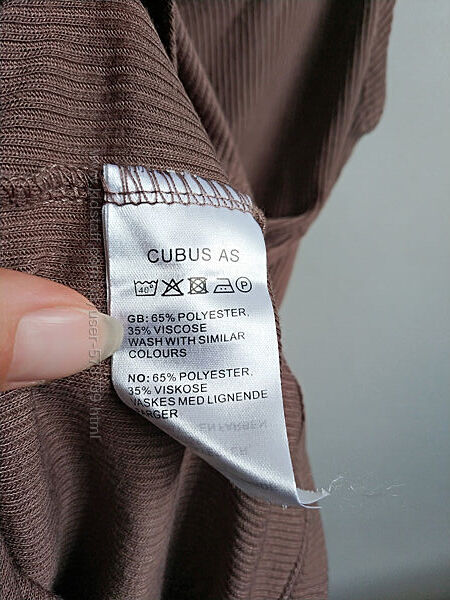 CUBUS AS
40°
P
GB: 65% POLYESTER.
35% VISCOSE
WASH WITH SIMILAR
COLOURS
NO: 65% POLYESTER.
35% VISKOSE
VASKES MED LIGNENDE